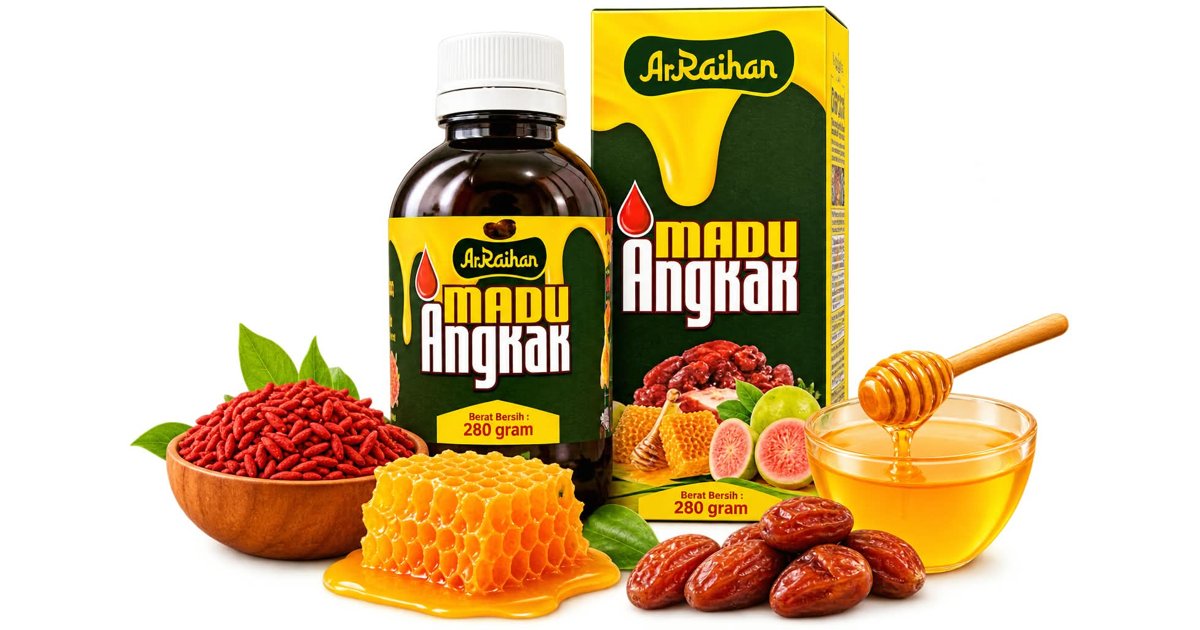 ArRaihan
MADU
Angkak
Berat Bersih :
280 gram
ArRaihan
MADU
Angkak
Berat Bersih :
280 gram